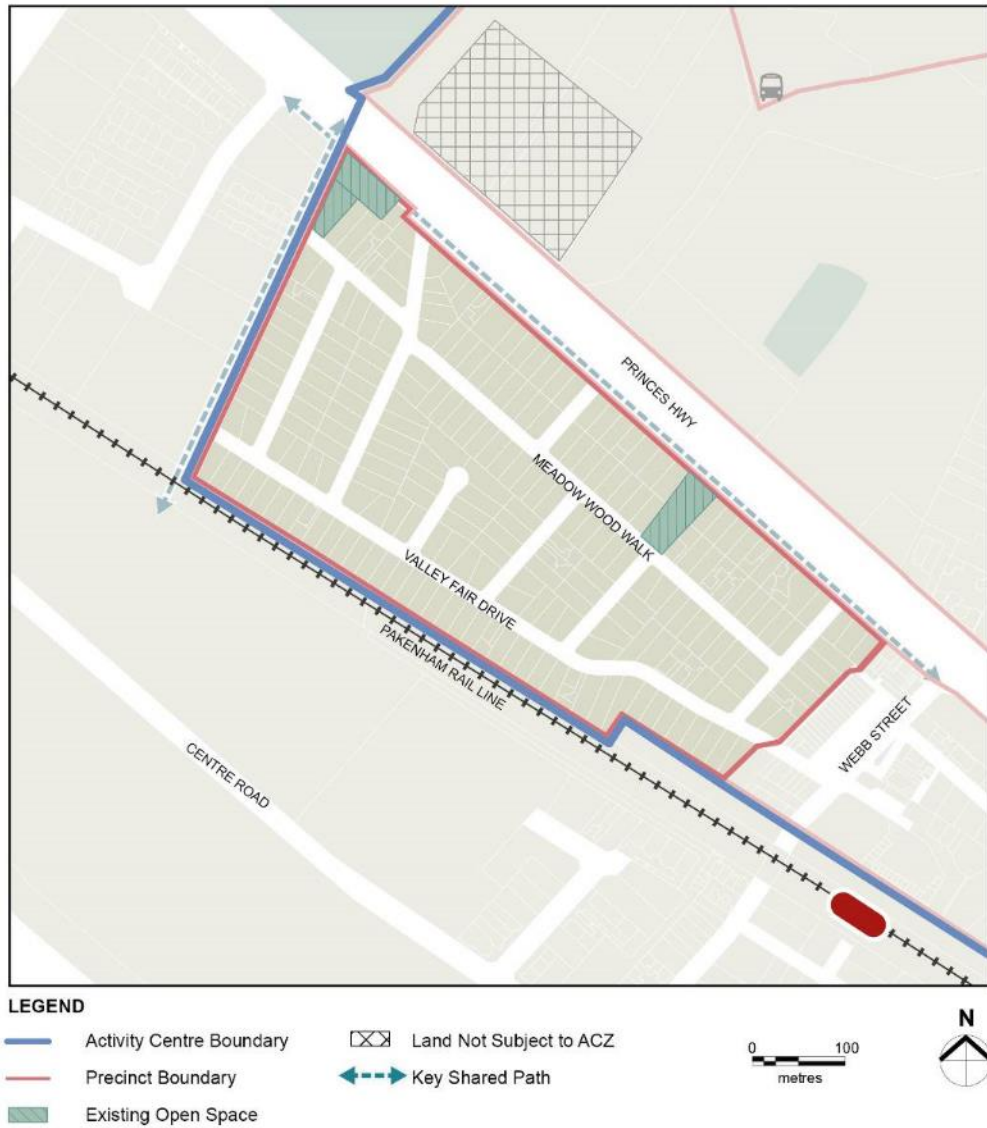 PRINCES HWY
MEADOW WOOD WALK
VALLEY FAIR DRIVE
PAKENHAM RAIL LINE
CENTRE ROAD
WEBB STREET
LEGEND
Activity Centre Boundary
Precinct Boundary
Existing Open Space
Land Not Subject to ACZ
Key Shared Path
0 100
metres
N